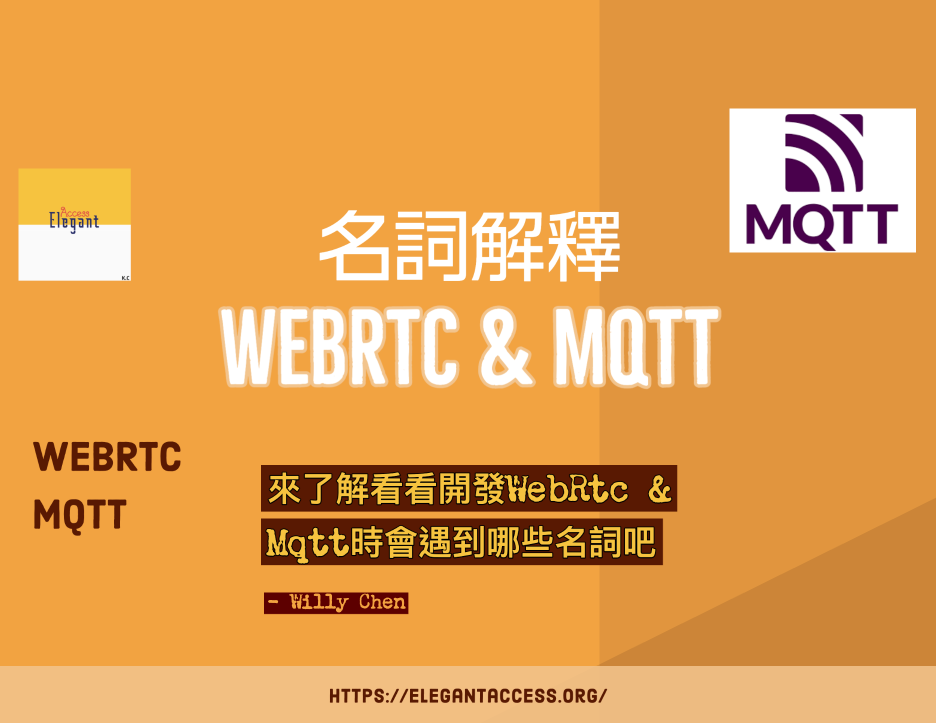 Access
Elegant
K.C
MQTT
名詞解釋
WEBRTC & MQTT
WEBRTC
MQTT
來了解看看開發WebRtc &
Mqtt時會遇到哪些名詞吧
- Willy Chen
HTTPS://ELEGANTACCESS.ORG/